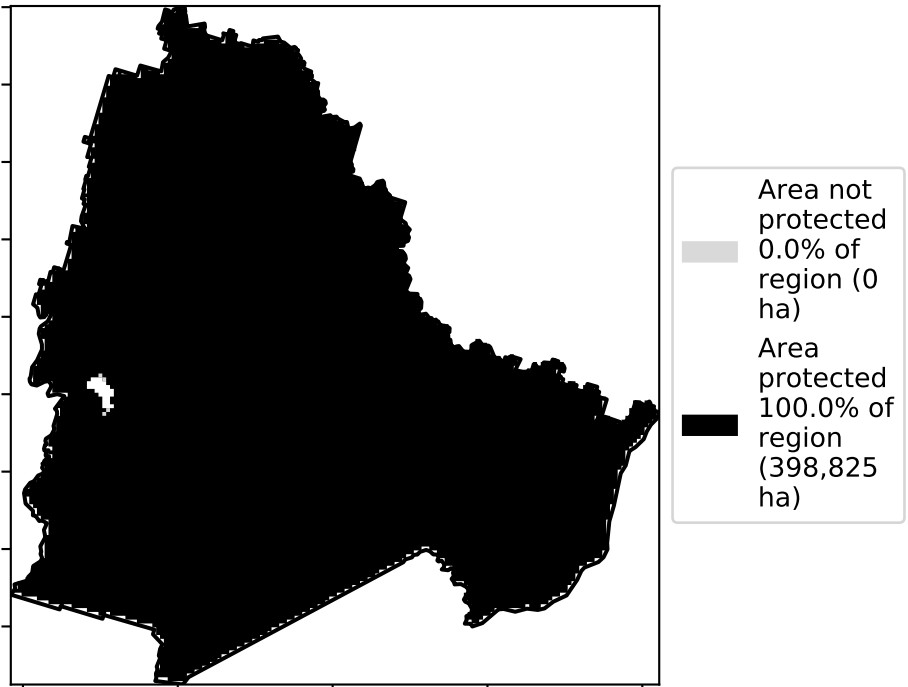 Area not
protected
0.0% of
region (0
ha)
Area
protected
100.0% of
region
(398,825
ha)